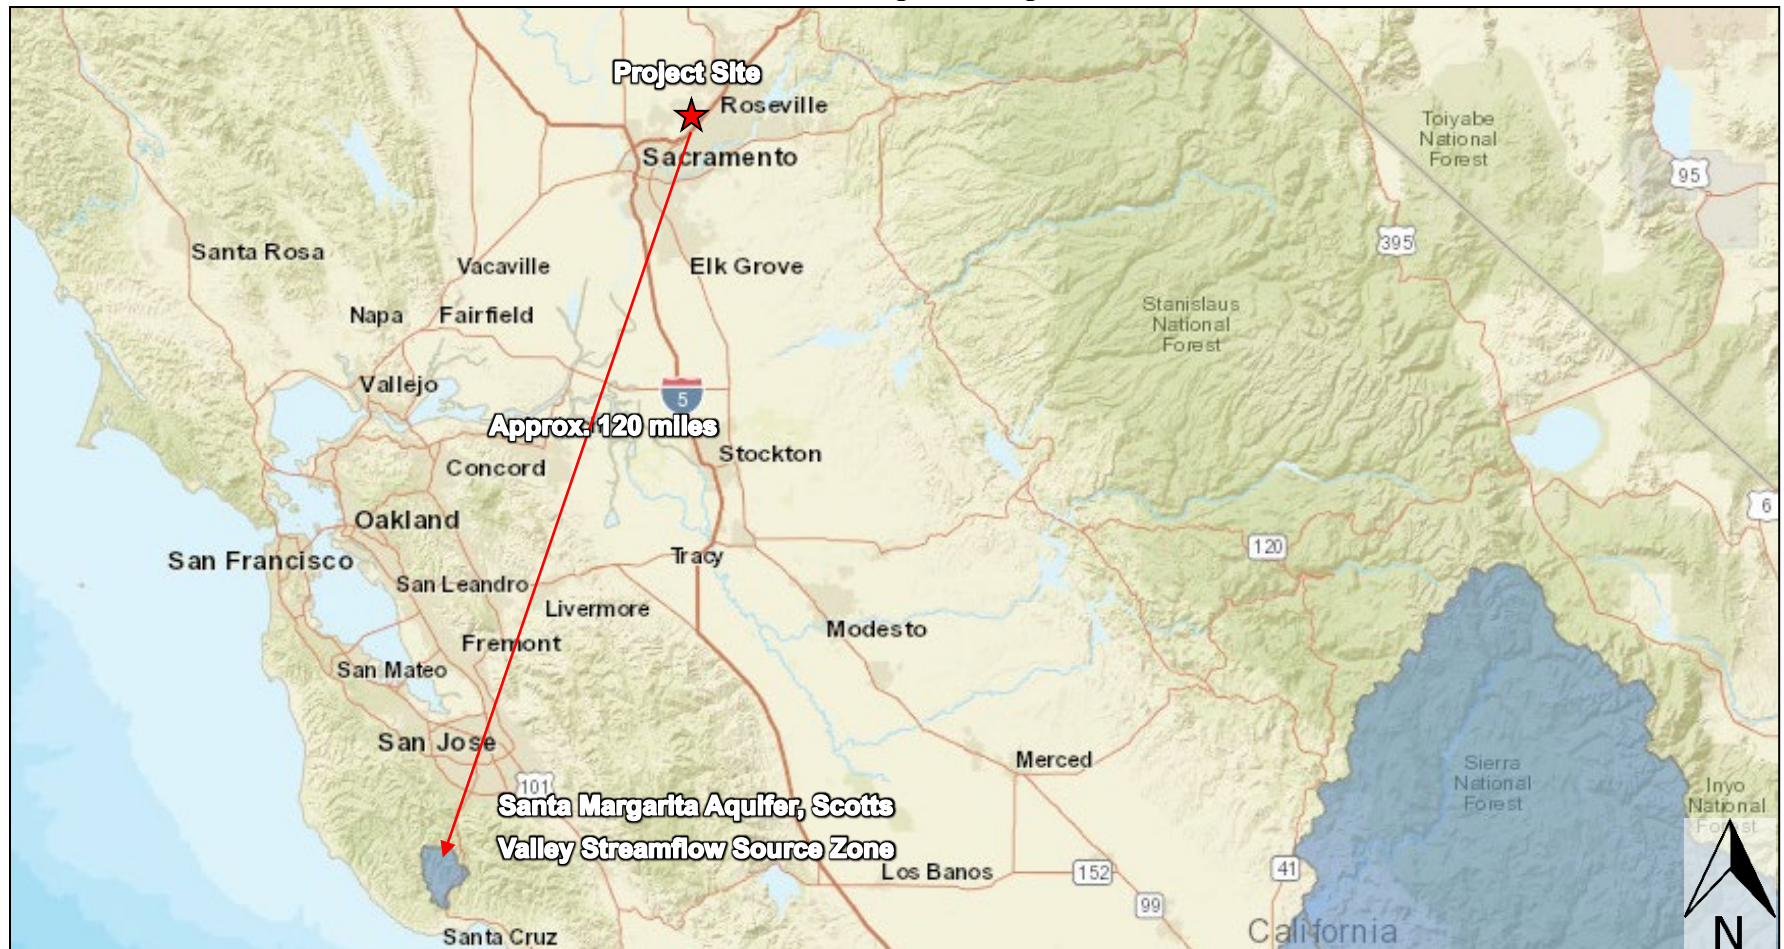 Project Site
Roseville
Sacramento
Toiyabe
National
Forest
95
395
Santa Rosa
Vacaville
Elk Grove
Napa
Fairfield
Stanislaus
National
Forest
Vallejo
5
Approx. 120 miles
Stockton
Concord
6
Oakland
120
San Francisco
Tracy
San Leandro
Livermore
Modesto
Fremont
San Mateo
San Jose
Merced
Sierra
National
Forest
101
Inyo
National
Forest
Santa Margarita Aquifer, Scotts
Valley Streamflow Source Zone
Los Banos
152
41
99
California
N
Santa Cruz